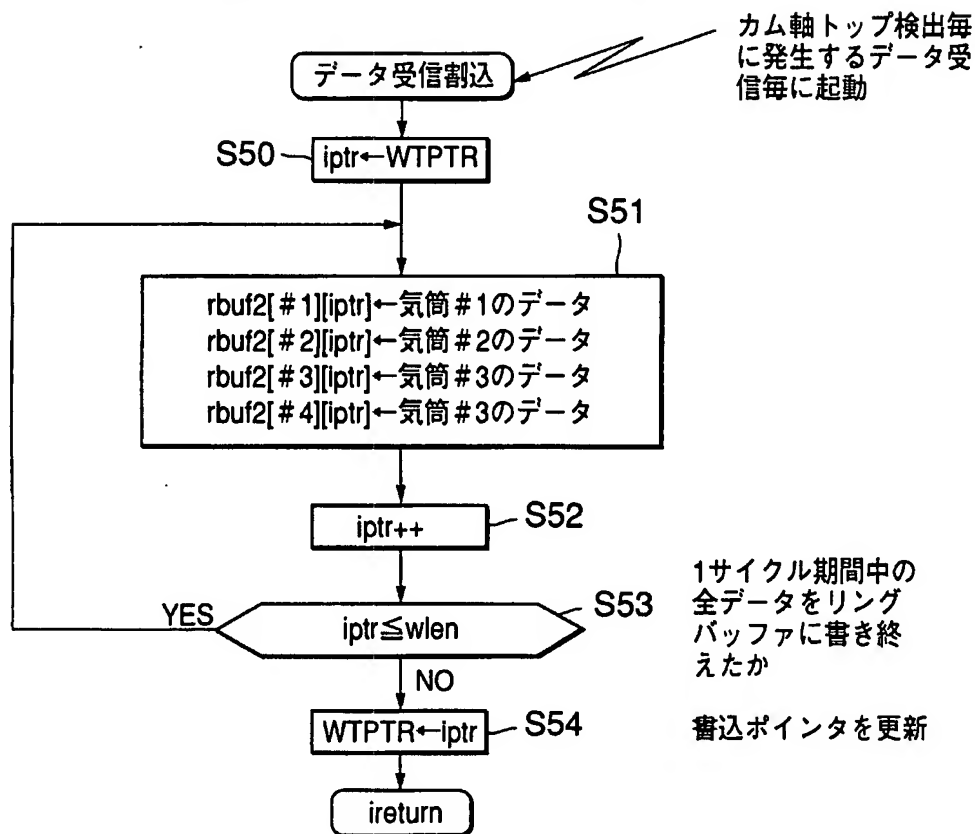 カム軸トップ検出毎
に発生するデータ受
信毎に起動
データ受信割込
S50
iptr←WTPTR
S51
rbuf2[#1][iptr]←気筒#1のデータ
rbuf2[#2][iptr]←気筒#2のデータ
rbuf2[#3][iptr]←気筒#3のデータ
rbuf2[#4][iptr]←気筒#3のデータ
iptr++
S52
YES
iptr≦wlen
S53
1サイクル期間中の
全データをリング
バッファに書き終
えたか
NO
WTPTR←iptr
S54
書込ポインタを更新
ireturn